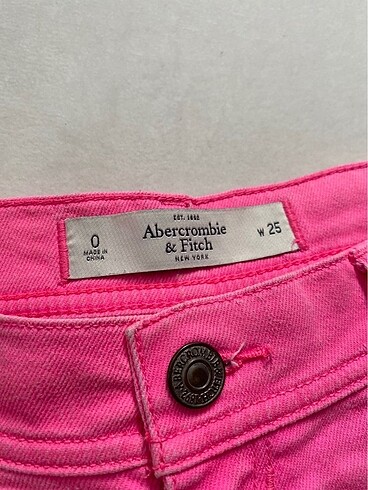 EST. 1892
0
MADE IN
CHINA
Abercrombie
& Fitch
NEW YORK
W 25
ABERCROMBIE